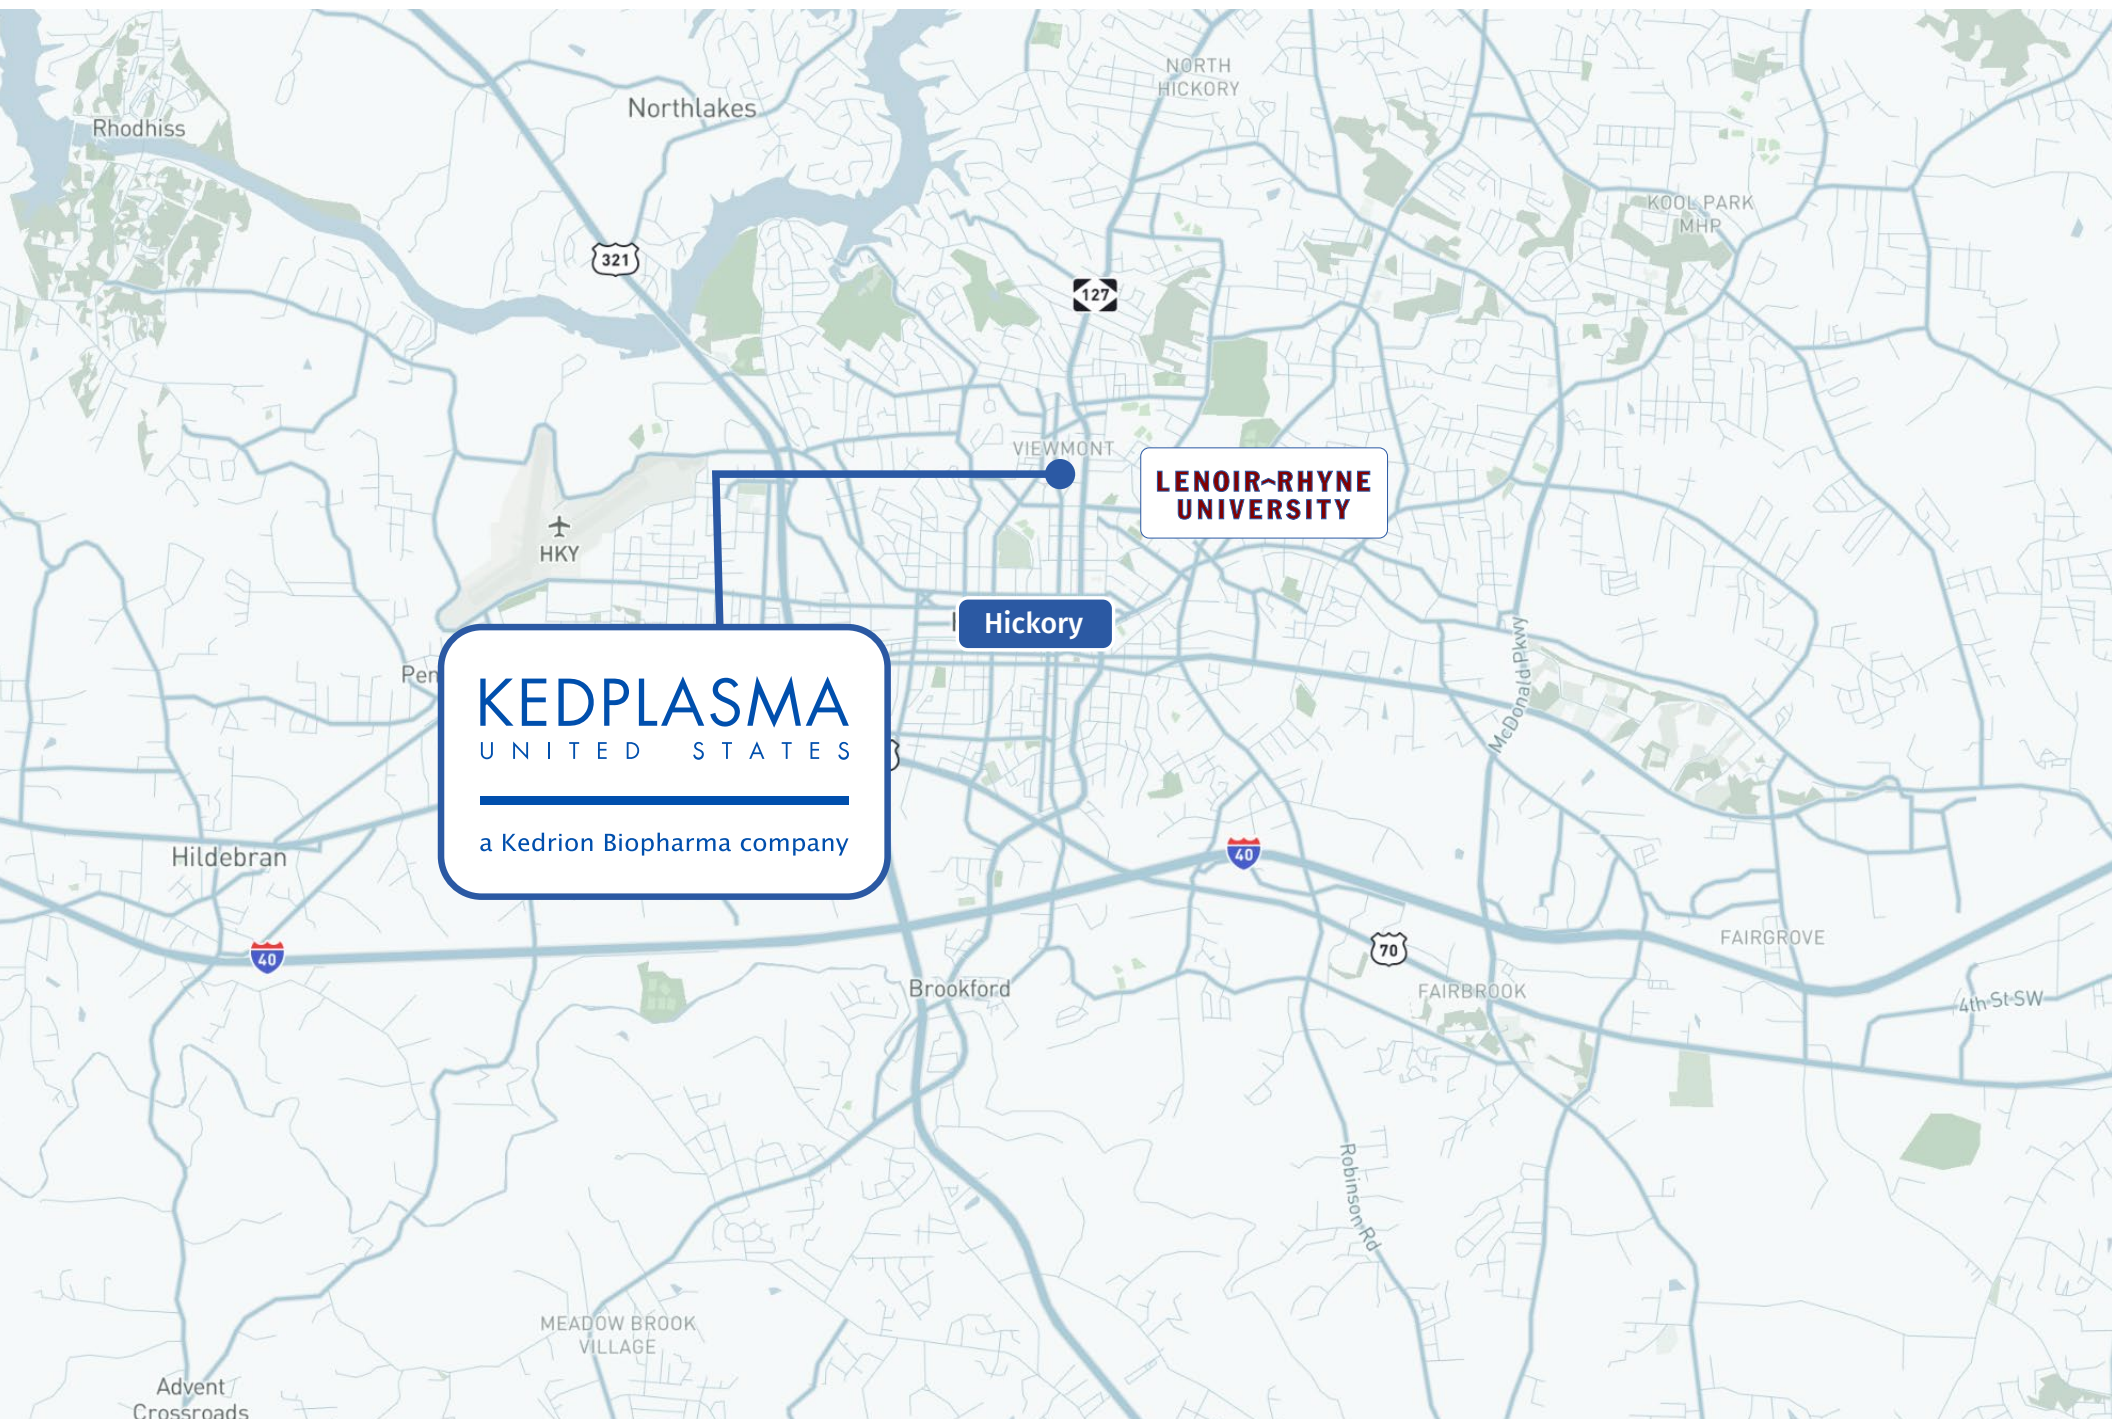 NORTH
HICKORY
Northlakes
Rhodhiss
KOOL PARK
MHP
321
127
VIEWMONT
LENOIR-RHYNE
UNIVERSITY
HKY
Hickory
McDonald Pkwy
KEDPLASMA
UNITED STATES
a Kedrion Biopharma company
Hildebran
40
40
70
FAIRGROVE
Brookford
FAIRBROOK
4th St SW
Robinson Rd
MEADOW BROOK
VILLAGE
Advent
Crossroads